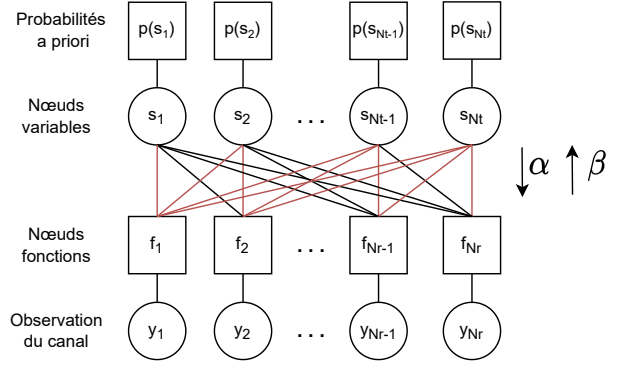 Probabilités
a priori
p(s1) p(s2) p(sNt-1) p(sNt)
Nœuds
variables
s1 s2 ... sNt-1 sNt
α β
Nœuds
fonctions
f1 f2 ... fNr-1 fNr
Observation
du canal
y1 y2 ... yNr-1 yNr